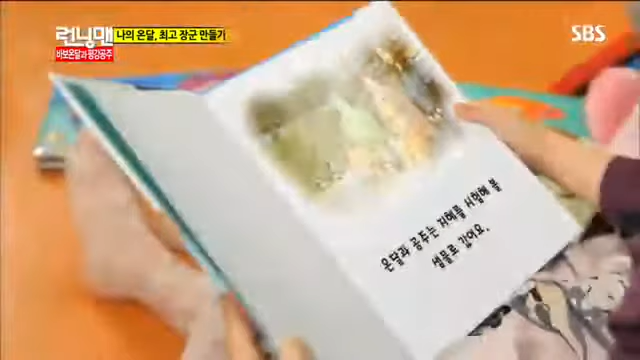 런닝맨
바보온달과 평강공주
나의 온달, 최고 장군 만들기
SBS
온달과 공주는 지혜를 시험해 볼
샘물로 갔어요.